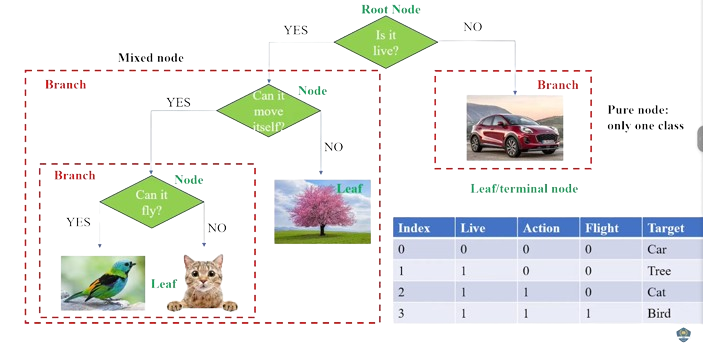 Root Node
YES
Is it
live?
NO
Mixed node
Branch
YES
Can it
move
itself?
Node
NO
Branch
Pure node:
only one class
Leaf/terminal node
Branch
Can it
fly?
Node
YES
NO
Leaf
Leaf
Index Live Action Flight Target
0 0 0 0 Car
1 1 0 0 Tree
2 1 1 0 Cat
3 1 1 1 Bird